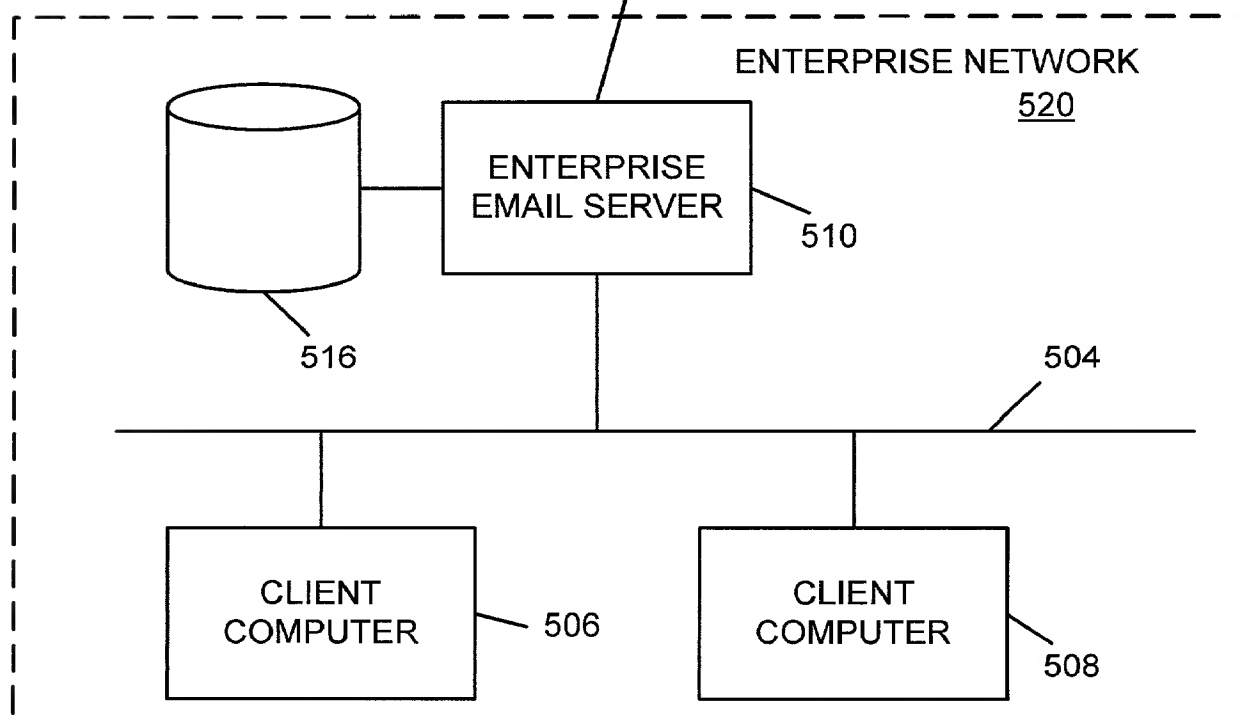 ENTERPRISE NETWORK
520
ENTERPRISE
EMAIL SERVER
510
516
504
CLIENT
COMPUTER
506
CLIENT
COMPUTER
508